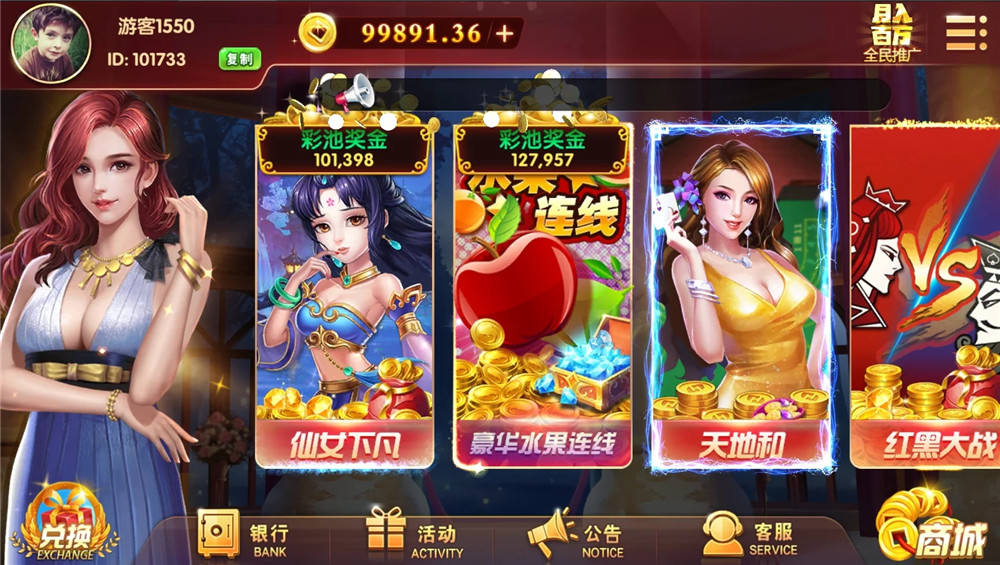 游客1550
ID: 101733
复制
99891.36 +
月入
百万
全民推广
彩池奖金
101,398
彩池奖金
127,957
连线
VS
仙女下凡
豪华水果连线
天地和
红黑大战
兑换
EXCHANGE
银行
BANK
活动
ACTIVITY
公告
NOTICE
客服
SERVICE
商城